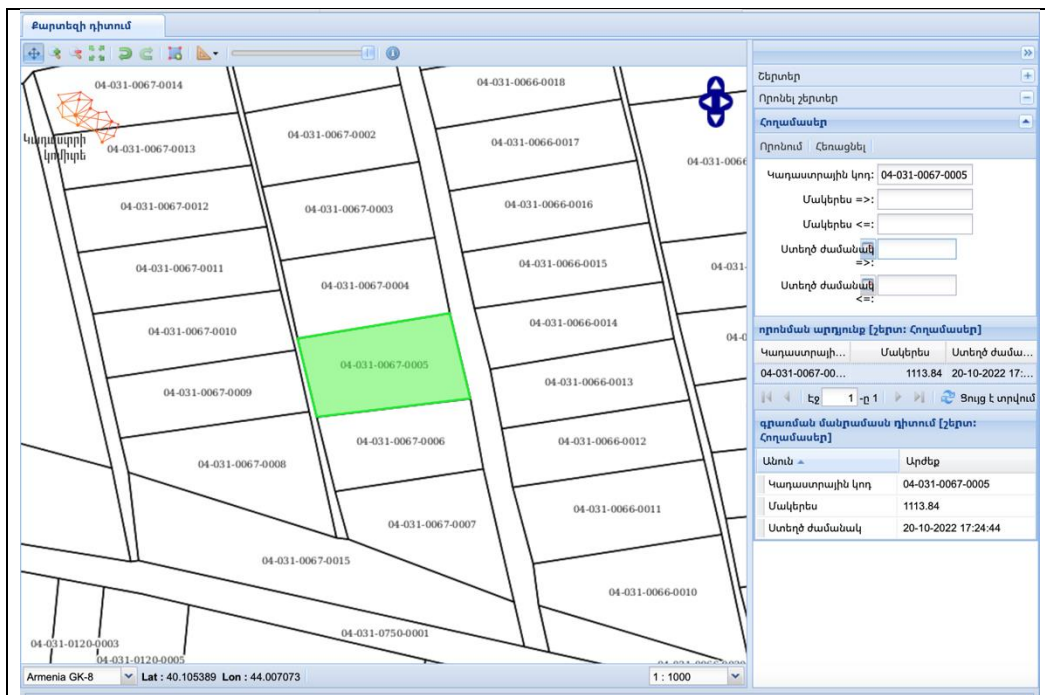 Քարտեզի դիտում
Շերտեր
Որոնել շերտեր
Հողամասեր
Որոնում Հեռացնել
Կադաստրային կոդ: 04-031-0067-0005
Մակերես =>:
Մակերես <=:
Ստեղծ ժամանակ
=>:
Ստեղծ ժամանակ
<=:
որոնման արդյունք [շերտ: Հողամասեր]
Կադաստրայի... Մակերես Ստեղծ ժամա...
04-031-0067-00... 1113.84 20-10-2022 17:...
Էջ 1 -ը 1 Ցույց է տրվում
գրառման մանրամասն դիտում [շերտ:
Հողամասեր]
Անուն Արժեք
Կադաստրային կոդ 04-031-0067-0005
Մակերես 1113.84
Ստեղծ ժամանակ 20-10-2022 17:24:44
Կադաստրի
կոմիտե
04-031-0067-0014
04-031-0066-0018
04-031-0067-0002
04-031-0067-0013
04-031-0066-0017
04-031-0066
04-031-0067-0012
04-031-0067-0003
04-031-0066-0016
04-031-0067-0011
04-031-0066-0015
04-031-
04-031-0067-0004
04-031-0067-0010
04-031-0066-0014
04-0
04-031-0067-0005
04-031-0067-0009
04-031-0066-0013
04-031-0067-0006
04-031-0066-0012
04-031-0067-0008
04-031-0066-0011
04-031-0067-0007
04-031-0067-0015
04-031-0066-0010
04-031-0750-0001
04-031-0120-0003
04-031-0120-0005
Armenia GK-8 Lat : 40.105389 Lon : 44.007073 1 : 1000